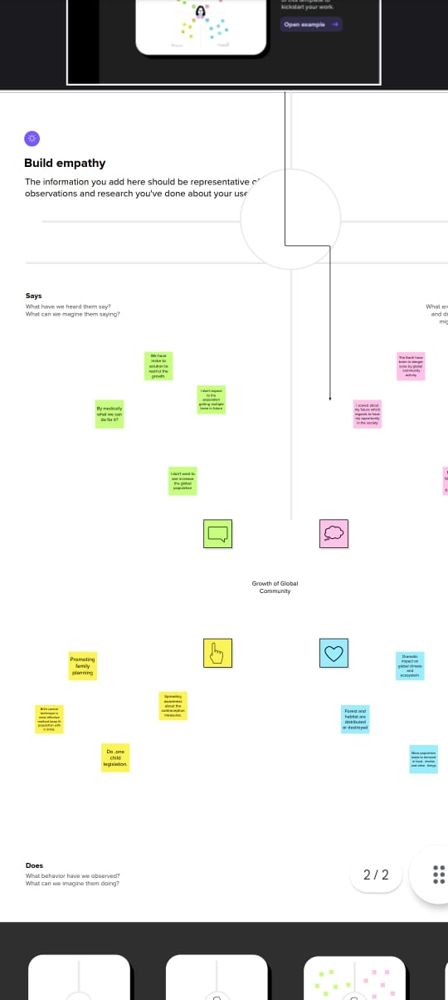 kickstart your work.
Open example →
Build empathy
The information you add here should be representative of
observations and research you've done about your use
Says
What have we heard them say?
What can we magine them saying?
What are
and d
mig
We have
make to
solution to
restrict the
growth
The Earth have
been in danger
zone by global
community
activity
I don't expect
to the
population
getting multiple
twice in future
By medically
what we can
do for it?
I scared about
my future which
regards to have
my opportunity
in the society
I don't want to
see increase
the global
population
Growth of Global
Community
Promoting
family
planning
Dramatic
impact on
global climate
and
ecosystem.
Spreading
awareness
about the
contraception
measures.
Birth control
technique is
most effective
method keep th
population with
in limits.
Forest and
habitat are
distributed
or destroyed
Do ,one
child
legislation.
More population
leads to demand
in food , shelter
and other things
Does
What behavior have we observed?
What can we imagine them doing?
2 / 2